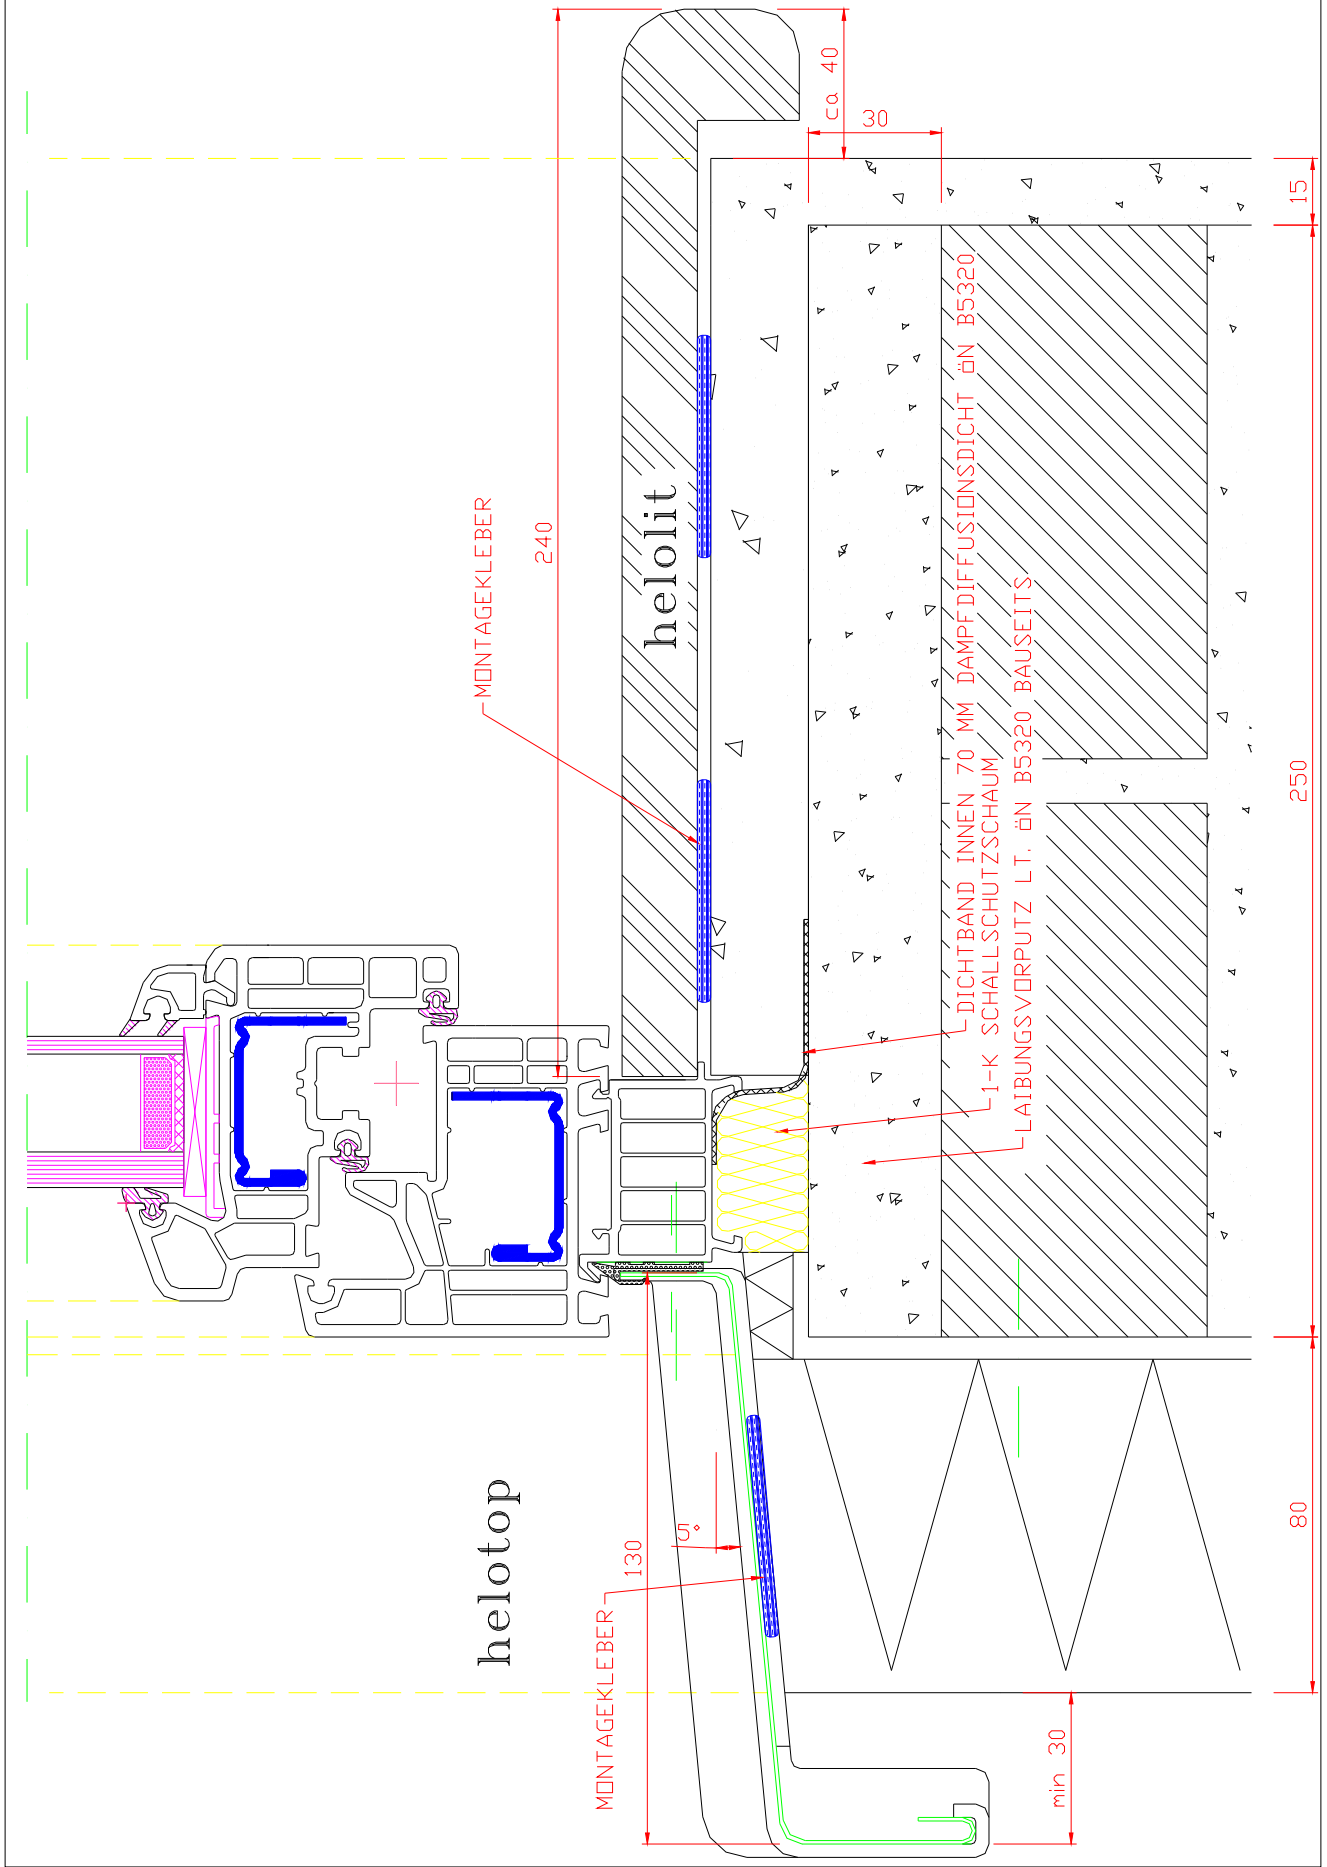 ca 40
30
15
DICHTBAND INNEN 70 MM DAMPFDIFFUSIONSDICHT ÖN B5320
1-K SCHALLSCHUTZSCHAUM
LAIBUNGSVORPUTZ LT. ÖN B5320 BAUSEITS
MONTAGEKLEBER
240
helolit
250
helotop
5°
130
MONTAGEKLEBER
80
min 30